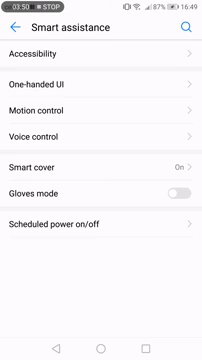 03:50 STOP 87% 16:49
Smart assistance
Accessibility
One-handed UI
Motion control
Voice control
Smart cover On
Gloves mode
Scheduled power on/off